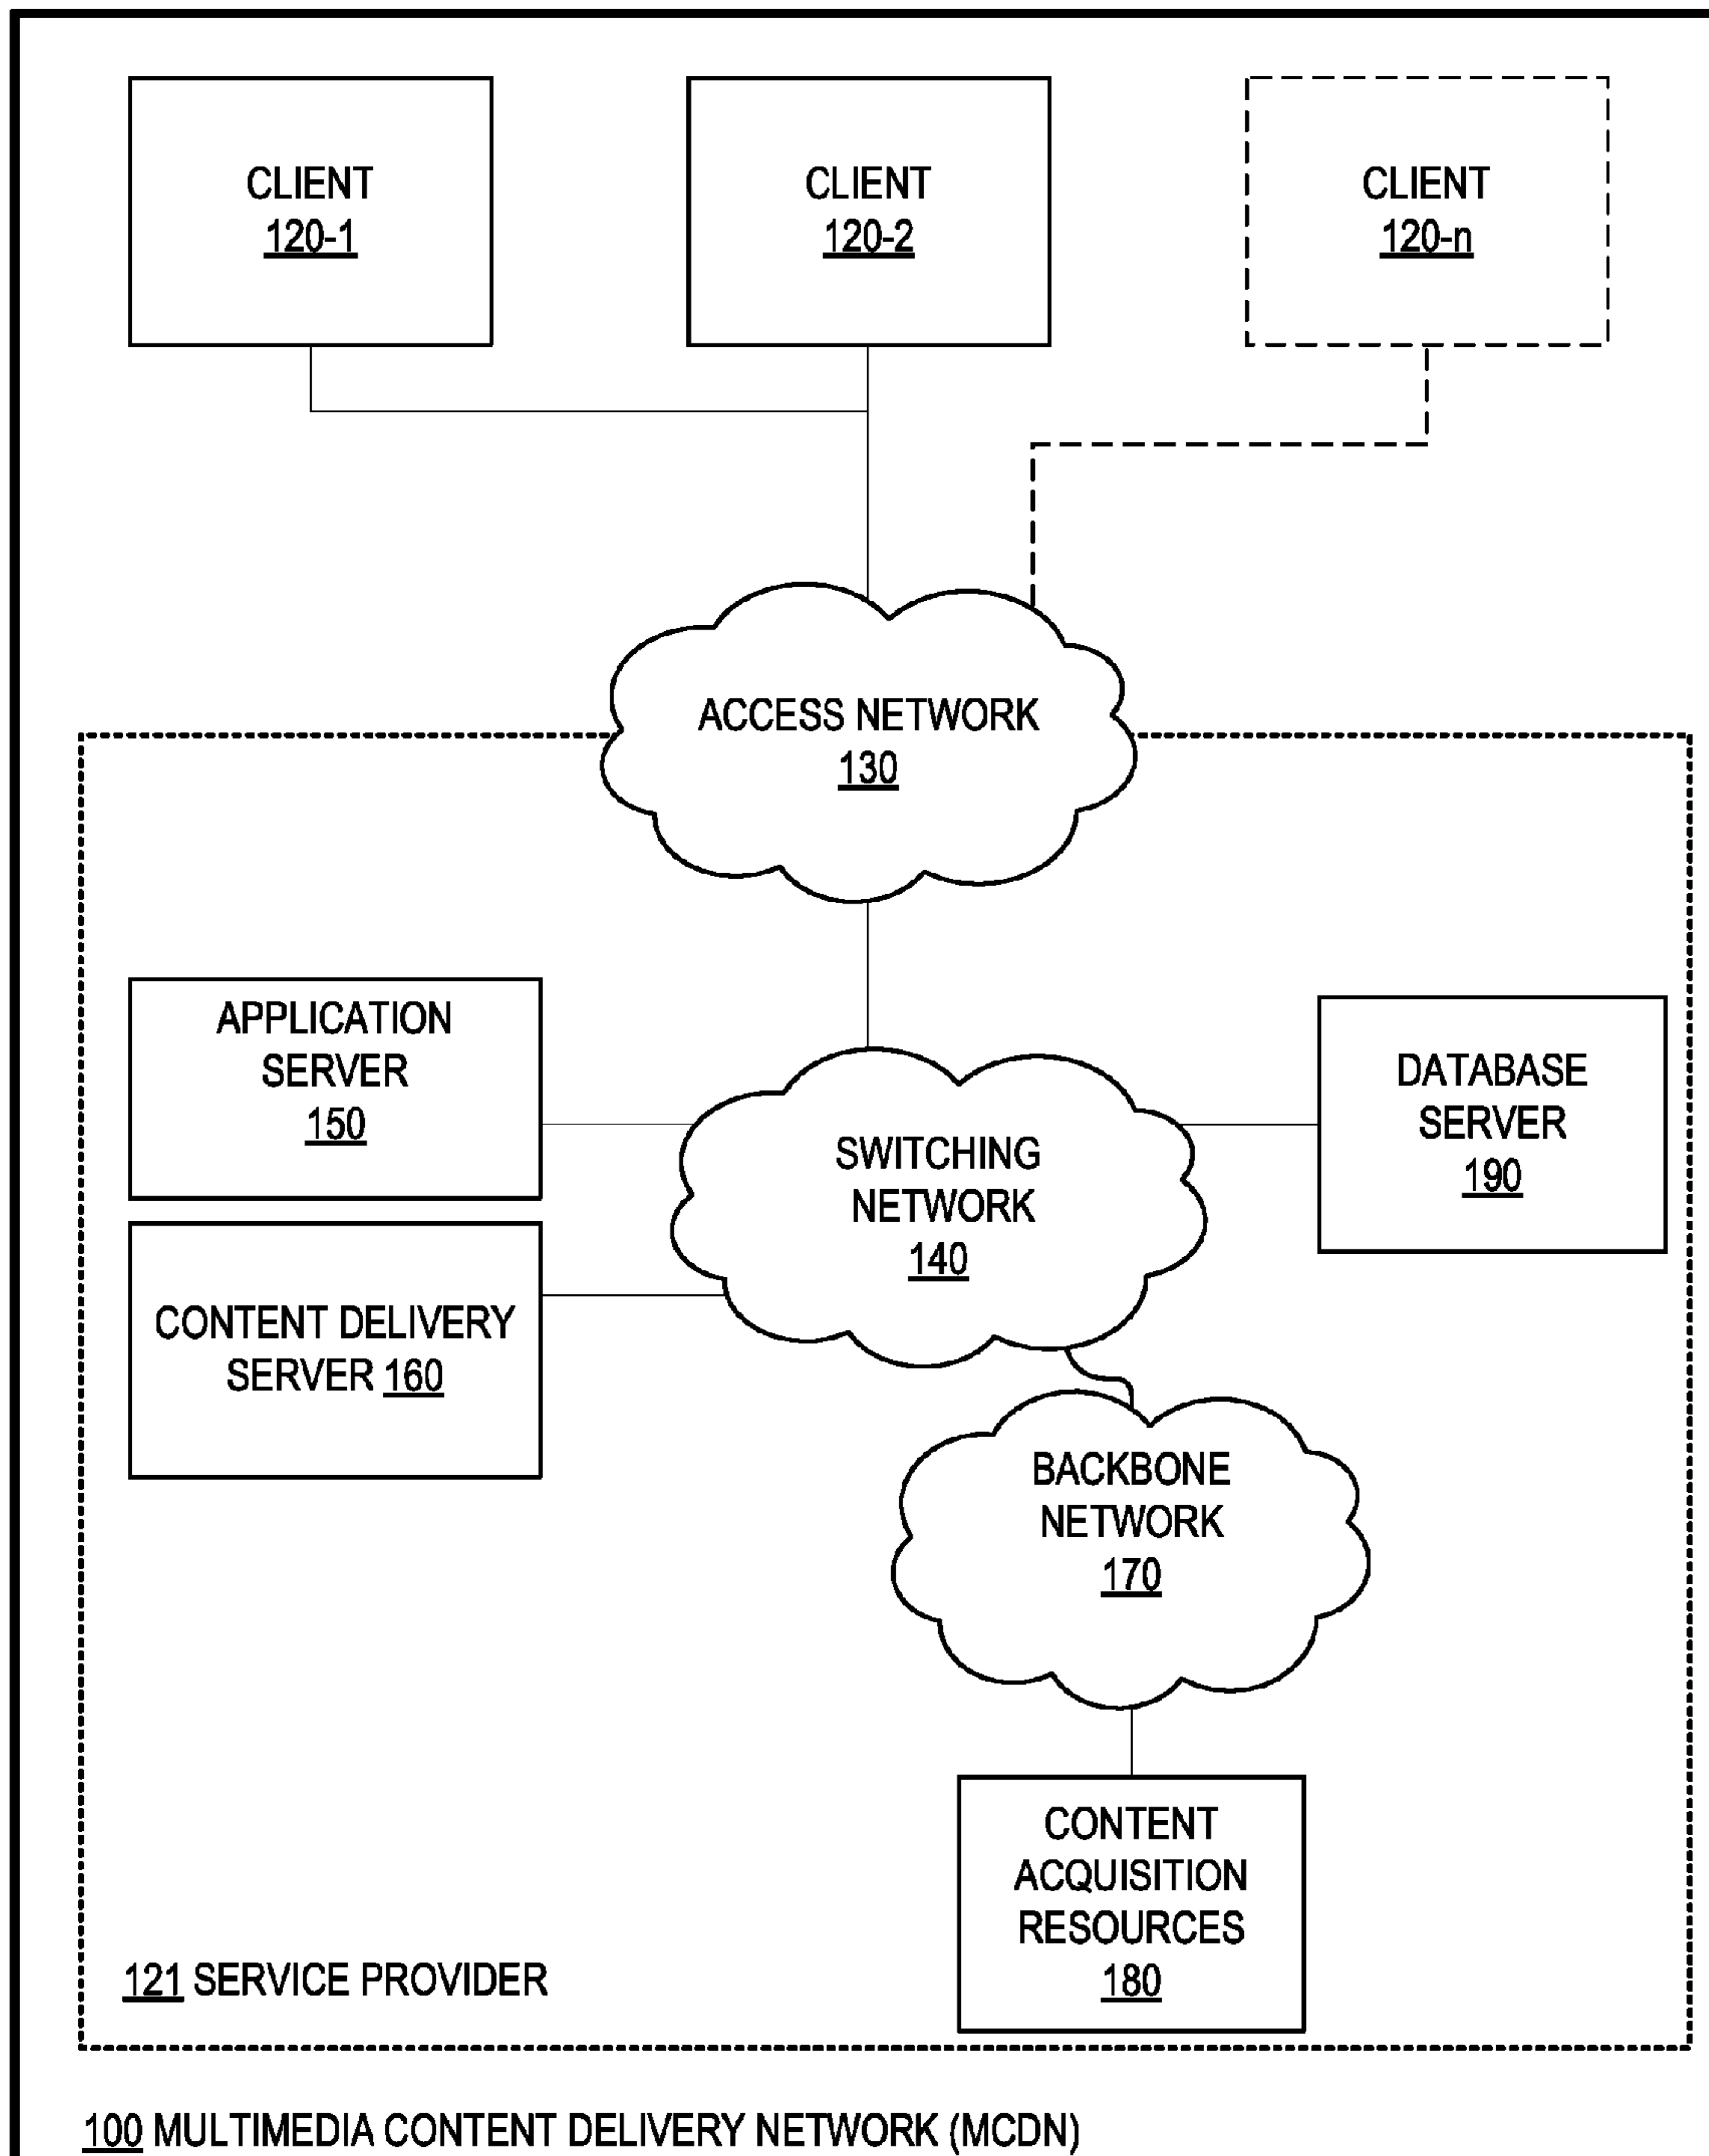 CLIENT
120-1
CLIENT
120-2
CLIENT
120-n
ACCESS NETWORK
130
APPLICATION
SERVER
150
SWITCHING
NETWORK
140
DATABASE
SERVER
190
CONTENT DELIVERY
SERVER 160
BACKBONE
NETWORK
170
CONTENT
ACQUISITION
RESOURCES
180
121 SERVICE PROVIDER
100 MULTIMEDIA CONTENT DELIVERY NETWORK (MCDN)